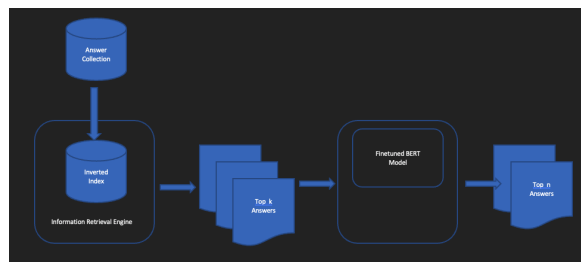 Answer
Collection
Inverted
Index
Information Retrieval Engine
Top k
Answers
Finetuned BERT
Model
Top n
Answers